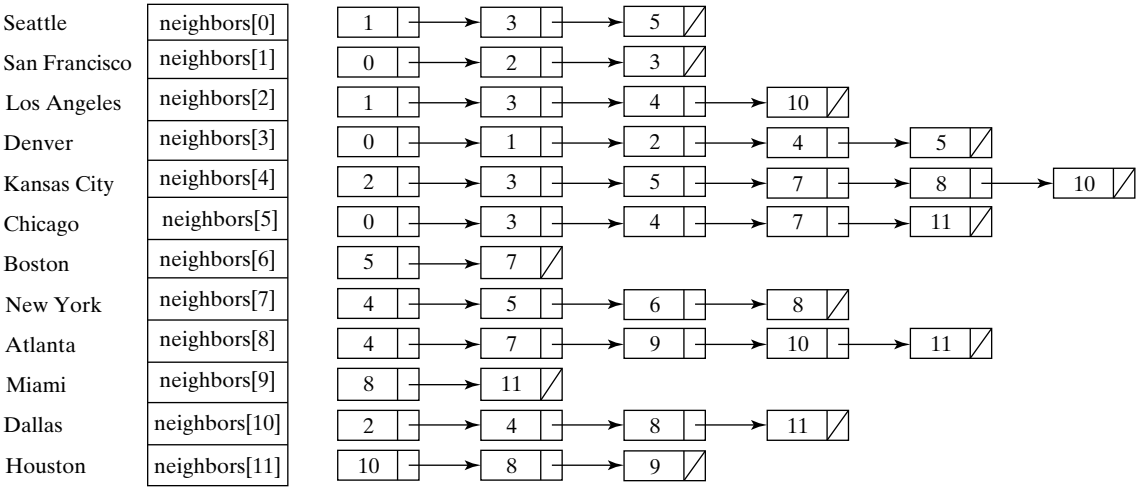 Seattle neighbors[0] 1 3 5
San Francisco neighbors[1] 0 2 3
Los Angeles neighbors[2] 1 3 4 10
Denver neighbors[3] 0 1 2 4 5
Kansas City neighbors[4] 2 3 5 7 8 10
Chicago neighbors[5] 0 3 4 7 11
Boston neighbors[6] 5 7
New York neighbors[7] 4 5 6 8
Atlanta neighbors[8] 4 7 9 10 11
Miami neighbors[9] 8 11
Dallas neighbors[10] 2 4 8 11
Houston neighbors[11] 10 8 9